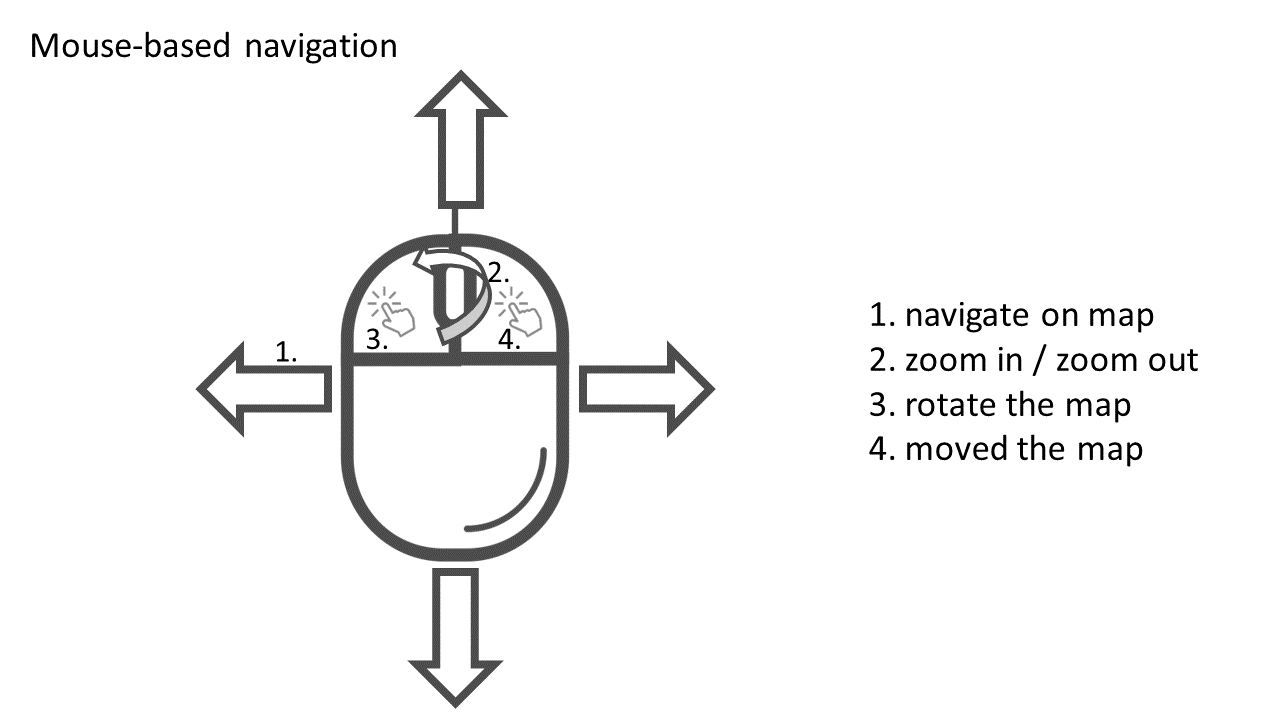 Mouse-based navigation
2.
3.
4.
1.
1. navigate on map
2. zoom in / zoom out
3. rotate the map
4. moved the map